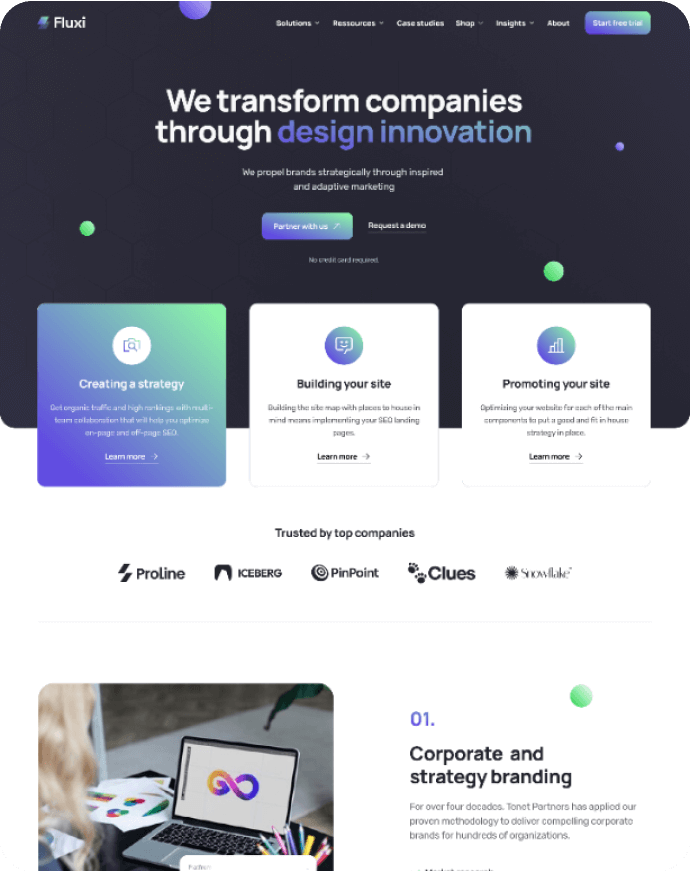 Fluxi
Solutions
Ressources
Case studies
Shop
Insights
About
Start free trial
We transform companies
through design innovation
We propel brands strategically through inspired
and adaptive marketing
Partner with us
Request a demo
No credit card required.
Creating a strategy
Get organic traffic and high rankings with multi-
team collaboration that will help you optimize
on-page and off-page SEO.
Learn more
Building your site
Building the site map with places to house in
mind means implementing your SEO landing
pages.
Learn more
Promoting your site
Optimizing your website for each of the main
components to put a good and fit in house
strategy in place.
Learn more
Trusted by top companies
Proline
ICEBERG
PinPoint
Clues
Snowflake
01.
Corporate and
strategy branding
For over four decades, Tonet Partners has applied our
proven methodology to deliver compelling corporate
brands for hundreds of organizations.